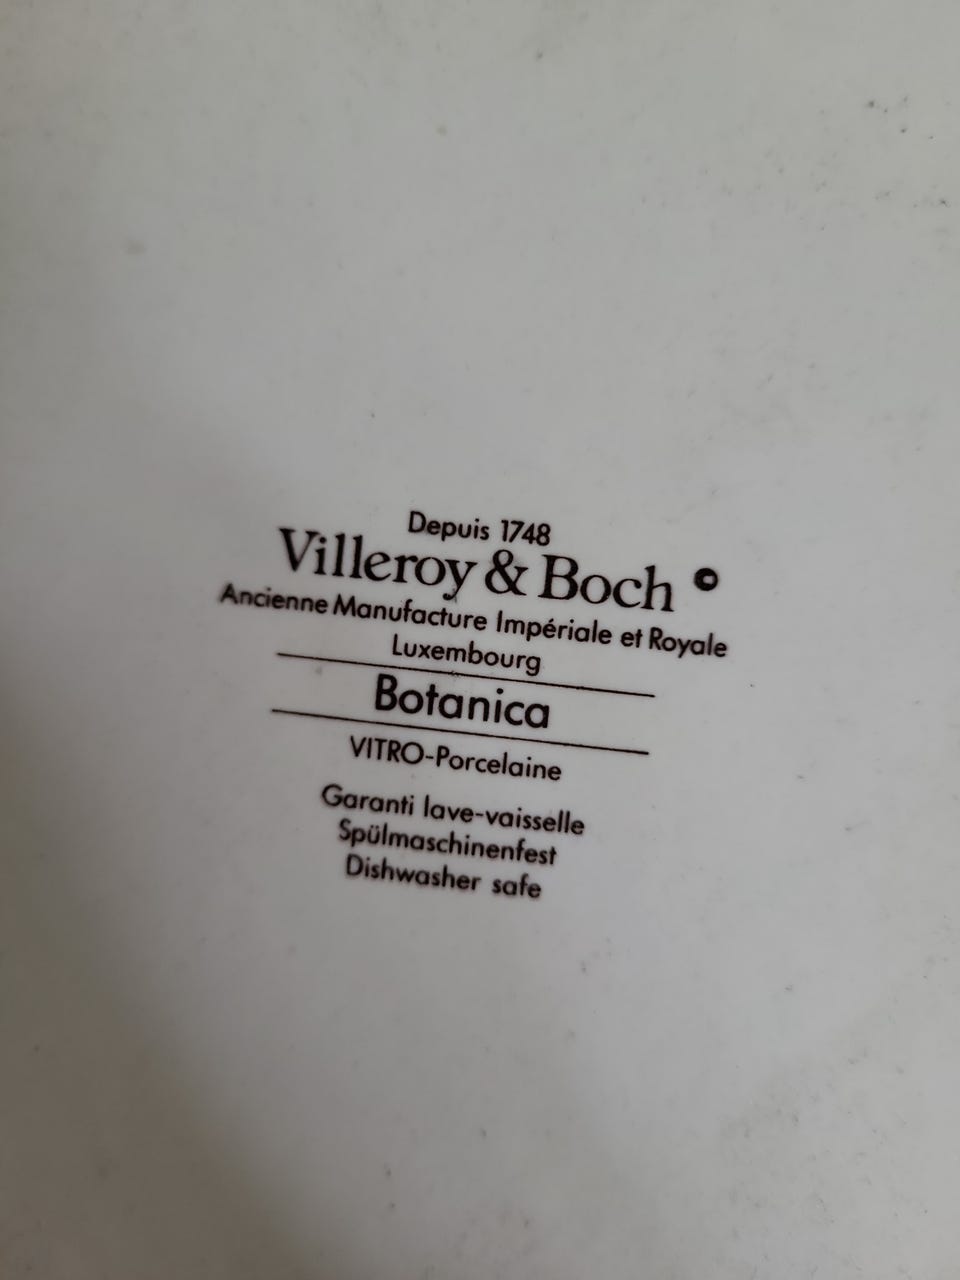 Depuis 1748
Villeroy & Boch ©
Ancienne Manufacture Impériale et Royale
Luxembourg
Botanica
VITRO-Porcelaine
Garanti lave-vaisselle
Spülmaschinenfest
Dishwasher safe